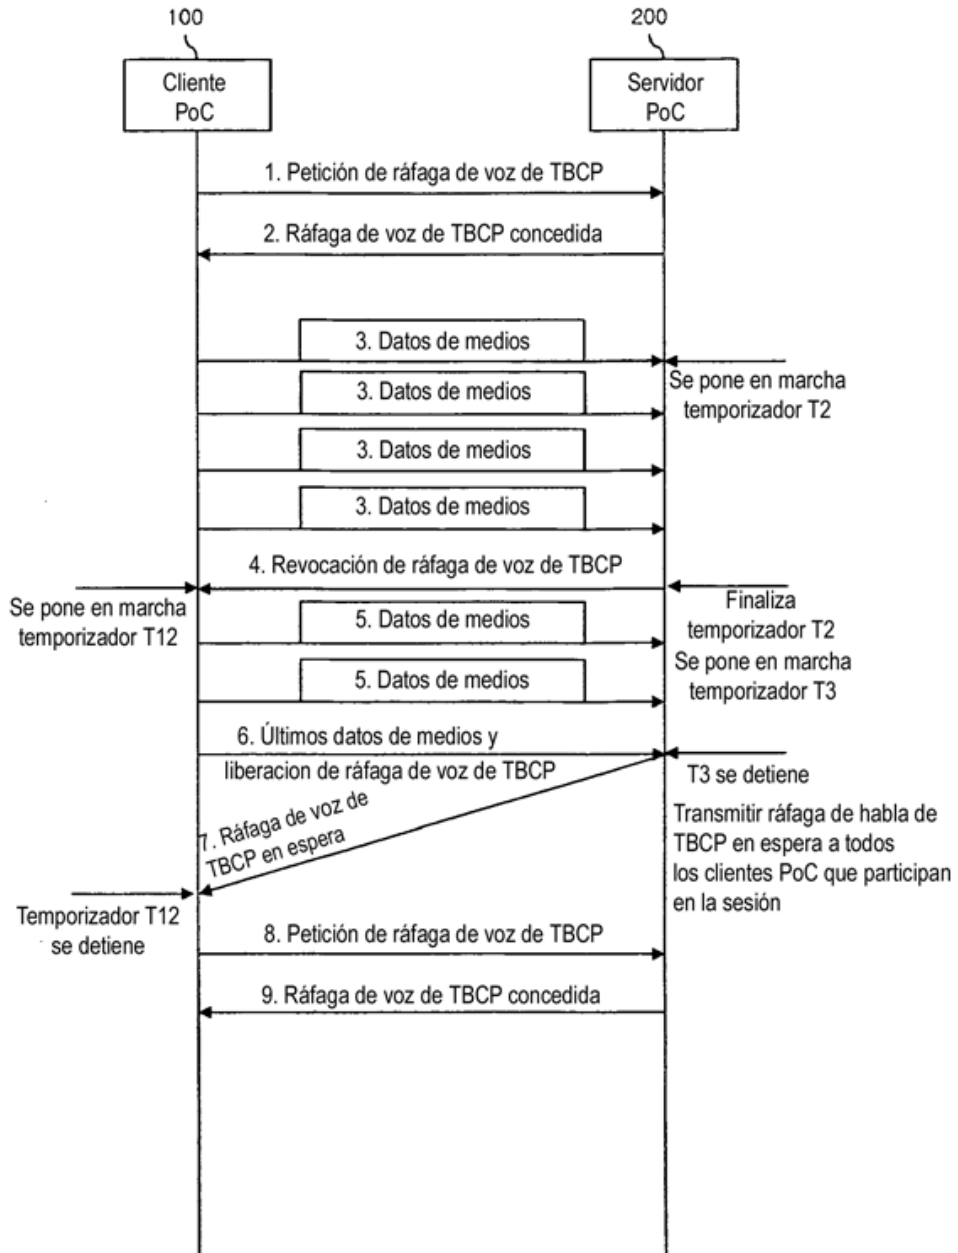 100
200
Cliente
PoC
Servidor
PoC
1. Petición de ráfaga de voz de TBCP
2. Ráfaga de voz de TBCP concedida
3. Datos de medios
Se pone en marcha
temporizador T2
3. Datos de medios
3. Datos de medios
3. Datos de medios
4. Revocación de ráfaga de voz de TBCP
Se pone en marcha
temporizador T12
Finaliza
temporizador T2
5. Datos de medios
Se pone en marcha
temporizador T3
5. Datos de medios
6. Últimos datos de medios y
liberacion de ráfaga de voz de TBCP
T3 se detiene
7. Ráfaga de voz de
TBCP en espera
Transmitir ráfaga de habla de
TBCP en espera a todos
los clientes PoC que participan
en la sesión
Temporizador T12
se detiene
8. Petición de ráfaga de voz de TBCP
9. Ráfaga de voz de TBCP concedida